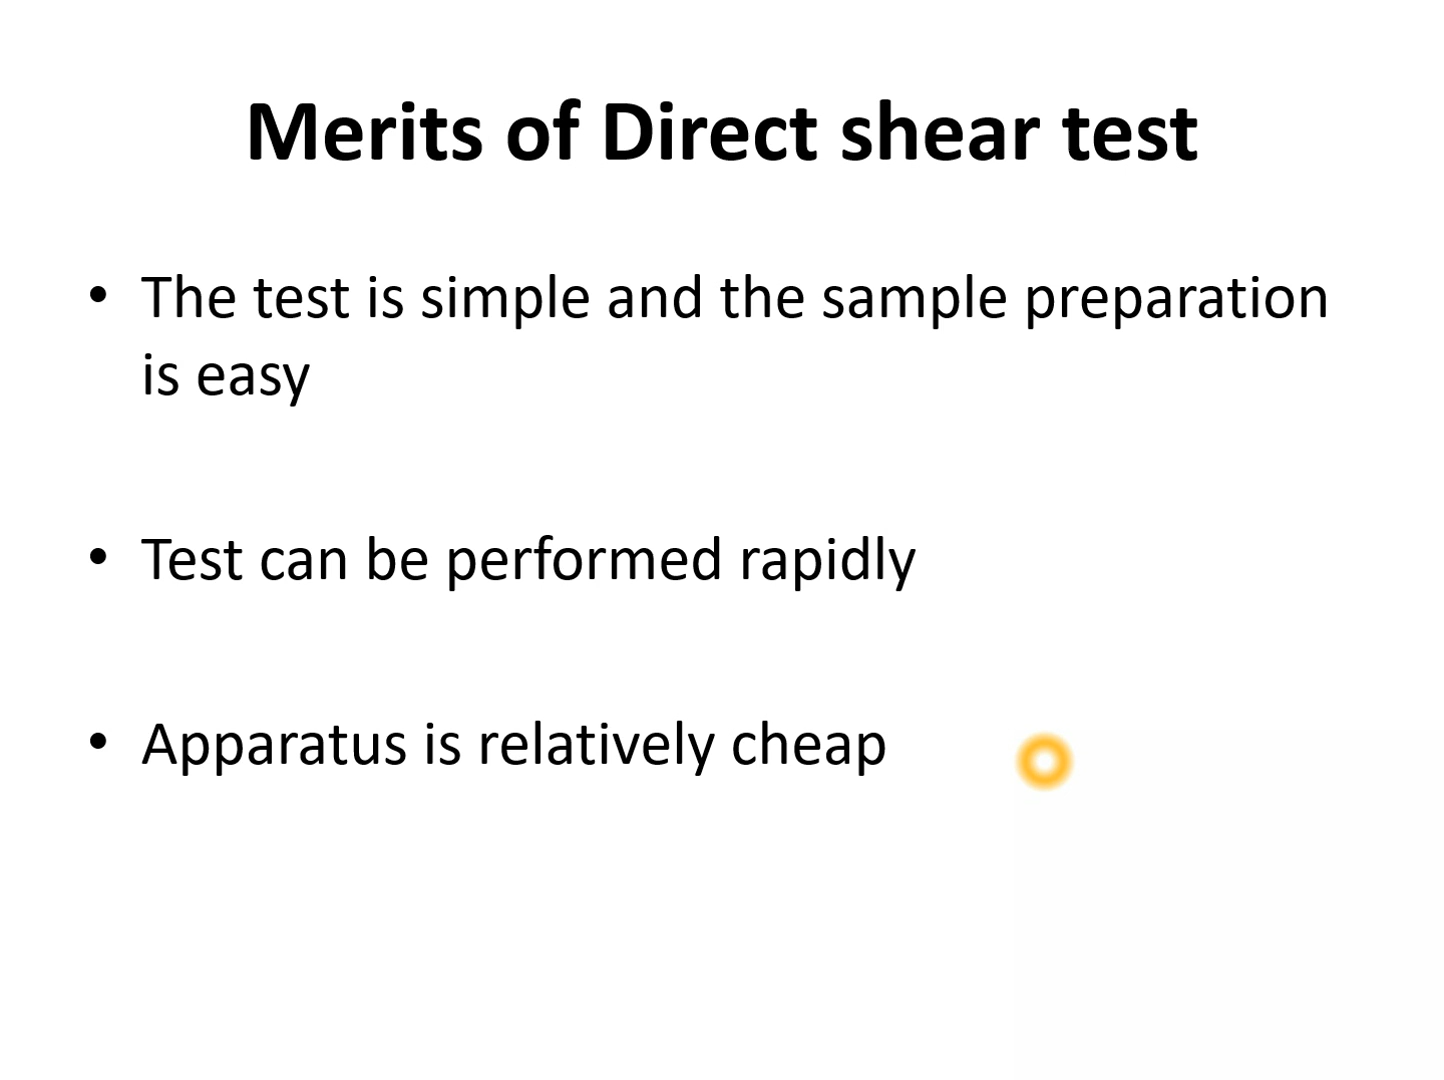 Merits of Direct shear test
• The test is simple and the sample preparation
is easy
• Test can be performed rapidly
• Apparatus is relatively cheap